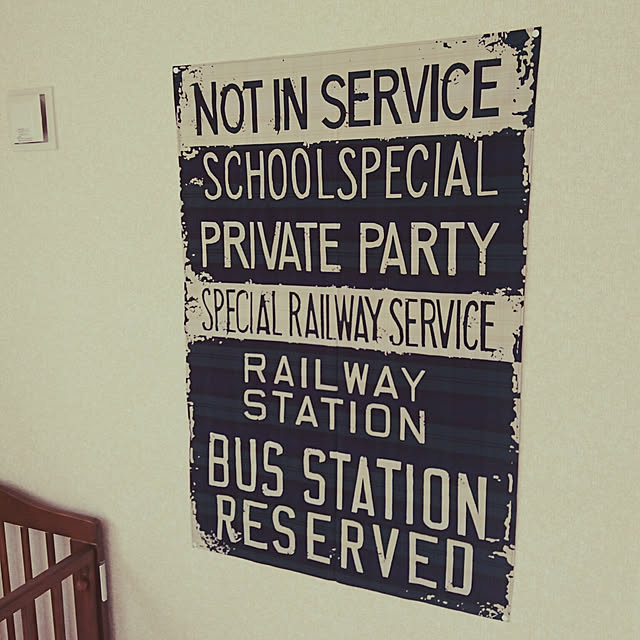 NOT IN SERVICE
SCHOOLSPECIAL
PRIVATE PARTY
SPECIAL RAILWAY SERVICE
RAILWAY
STATION
BUS STATION
RESERVED